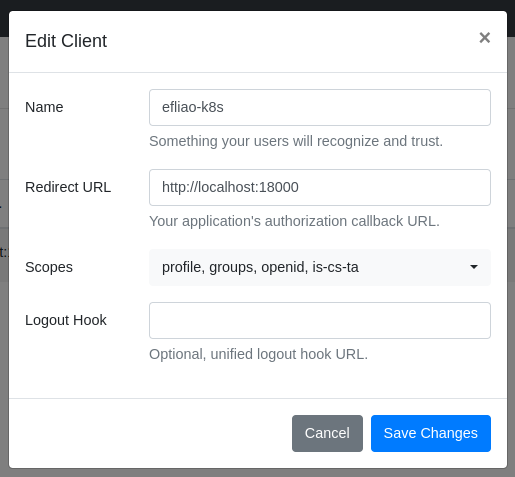 Edit Client
×
Name
efliao-k8s
Something your users will recognize and trust.
Redirect URL
http://localhost:18000
Your application's authorization callback URL.
Scopes
profile, groups, openid, is-cs-ta
Logout Hook
Optional, unified logout hook URL.
Cancel
Save Changes